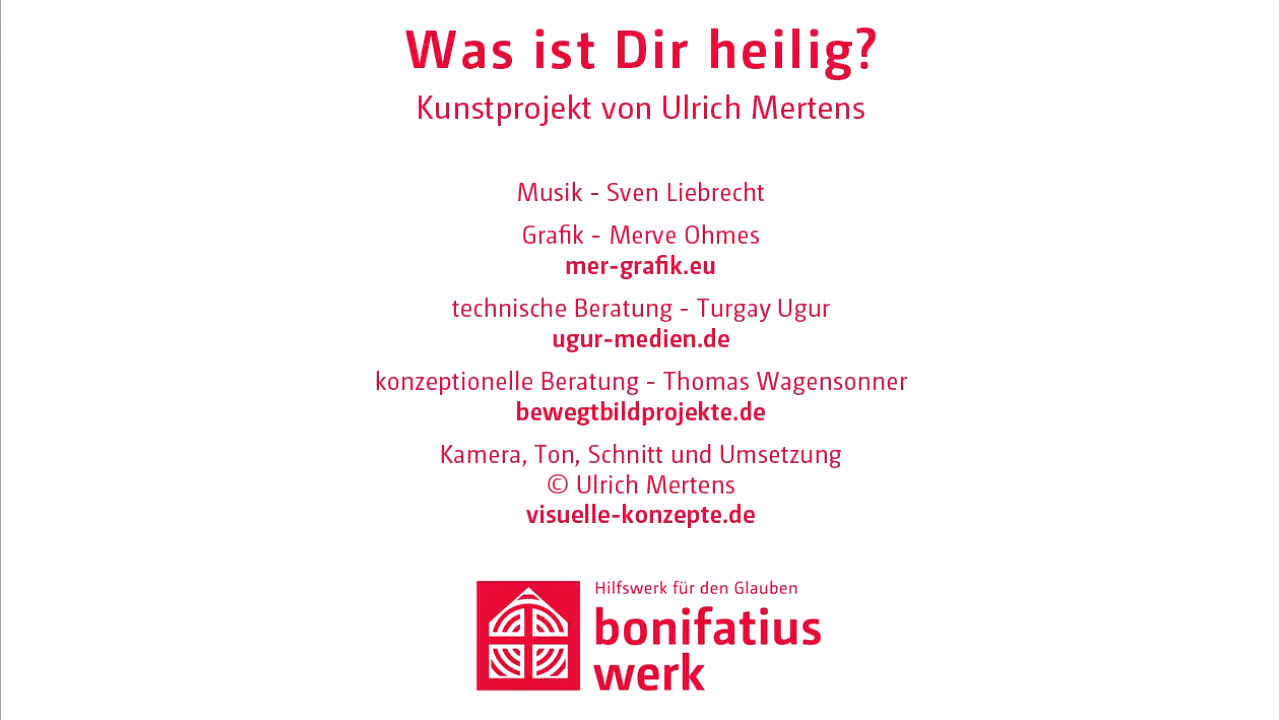 Was ist Dir heilig?
Kunstprojekt von Ulrich Mertens
Musik - Sven Liebrecht
Grafik - Merve Ohmes
mer-grafik.eu
technische Beratung - Turgay Ugur
ugur-medien.de
konzeptionelle Beratung - Thomas Wagensonner
bewegtbildprojekte.de
Kamera, Ton, Schnitt und Umsetzung
© Ulrich Mertens
visuelle-konzepte.de
Hilfswerk für den Glauben
bonifatius
werk